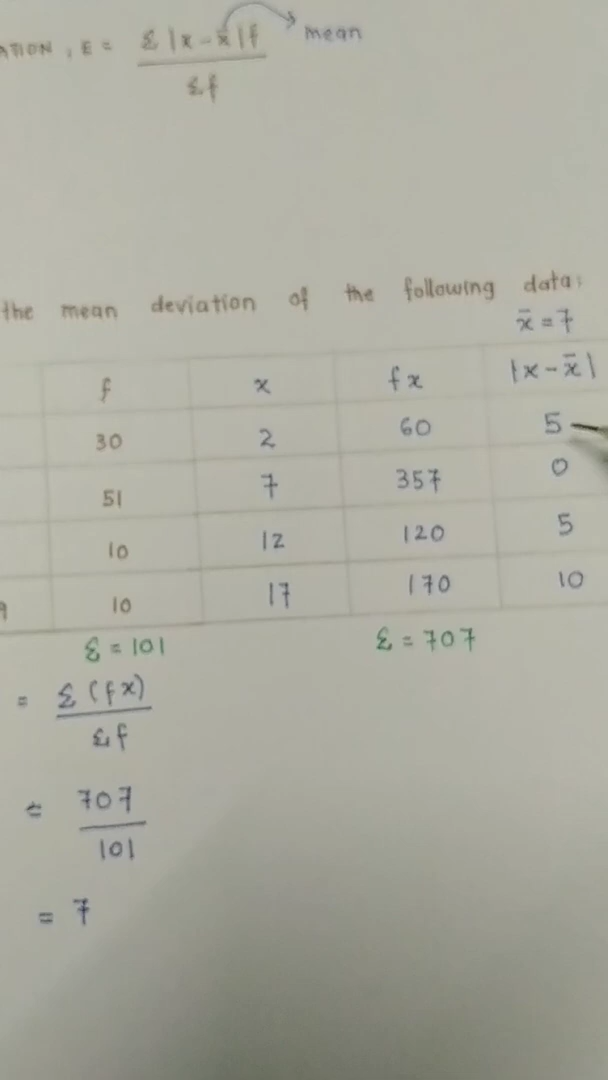 ATION, E = Σ |x - x̄| f → mean
Σf
the mean deviation of the following data:
x̄ = 7
f x fx |x - x̄|
30 2 60 5
51 7 357 0
10 12 120 5
9 10 17 170 10
Σ = 101 Σ = 707
= Σ (fx)
Σf
= 707
101
= 7